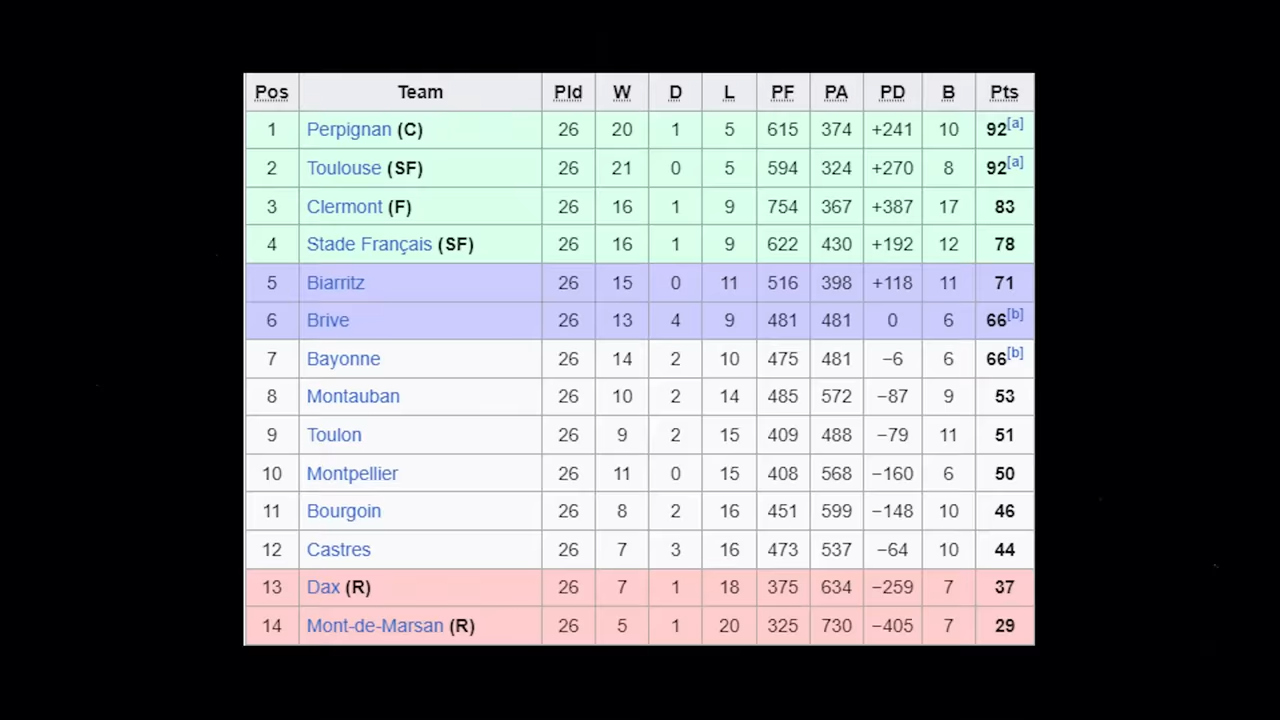 Pos Team Pld W D L PF PA PD B Pts
1 Perpignan (C) 26 20 1 5 615 374 +241 10 92[a]
2 Toulouse (SF) 26 21 0 5 594 324 +270 8 92[a]
3 Clermont (F) 26 16 1 9 754 367 +387 17 83
4 Stade Français (SF) 26 16 1 9 622 430 +192 12 78
5 Biarritz 26 15 0 11 516 398 +118 11 71
6 Brive 26 13 4 9 481 481 0 6 66[b]
7 Bayonne 26 14 2 10 475 481 −6 6 66[b]
8 Montauban 26 10 2 14 485 572 −87 9 53
9 Toulon 26 9 2 15 409 488 −79 11 51
10 Montpellier 26 11 0 15 408 568 −160 6 50
11 Bourgoin 26 8 2 16 451 599 −148 10 46
12 Castres 26 7 3 16 473 537 −64 10 44
13 Dax (R) 26 7 1 18 375 634 −259 7 37
14 Mont-de-Marsan (R) 26 5 1 20 325 730 −405 7 29